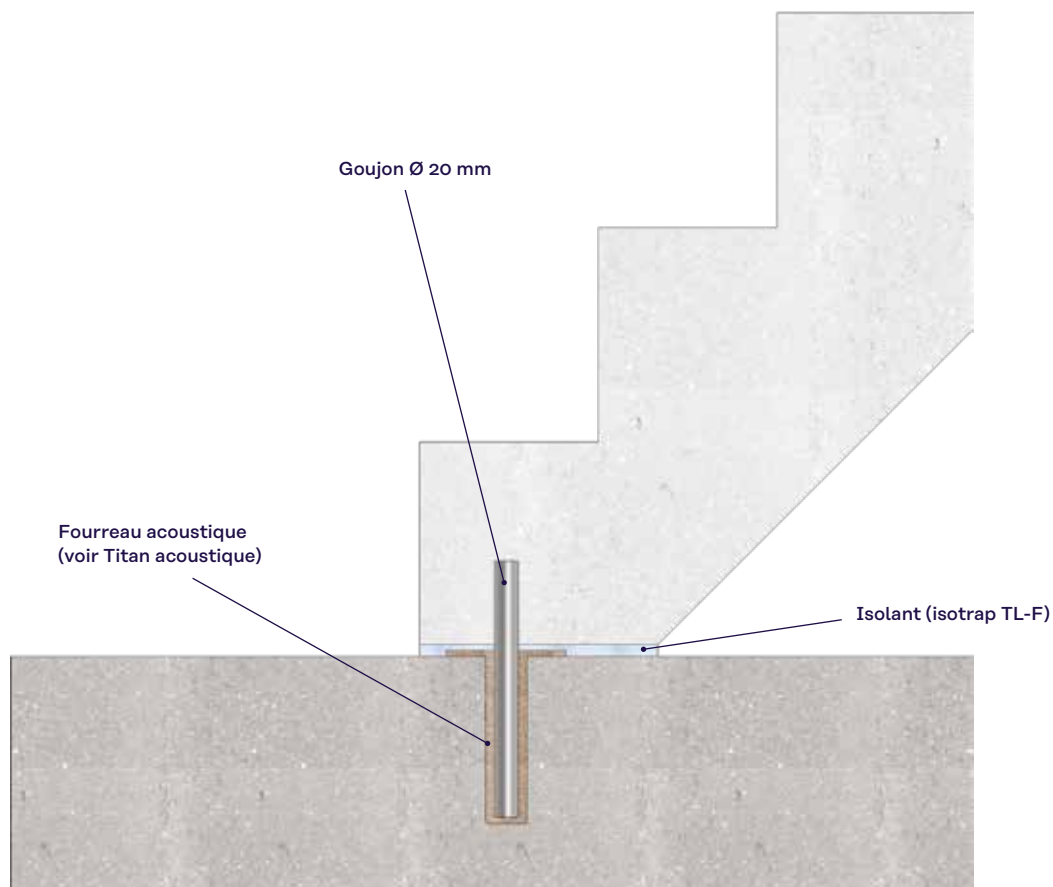 Goujon Ø 20 mm
Fourreau acoustique
(voir Titan acoustique)
Isolant (isotrap TL-F)